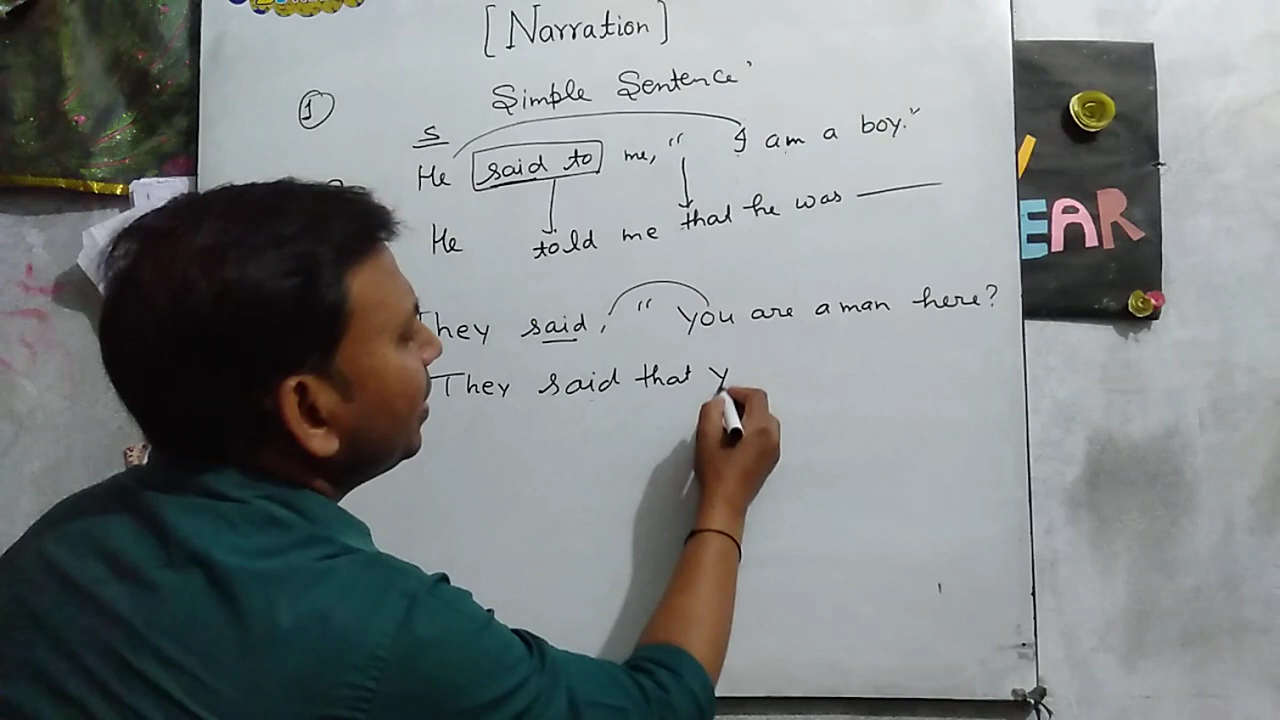 [Narration]
① Simple Sentence
S
He said to me, " I am a boy."
He told me that he was
They said, " you are a man here?
They said that y
EAR